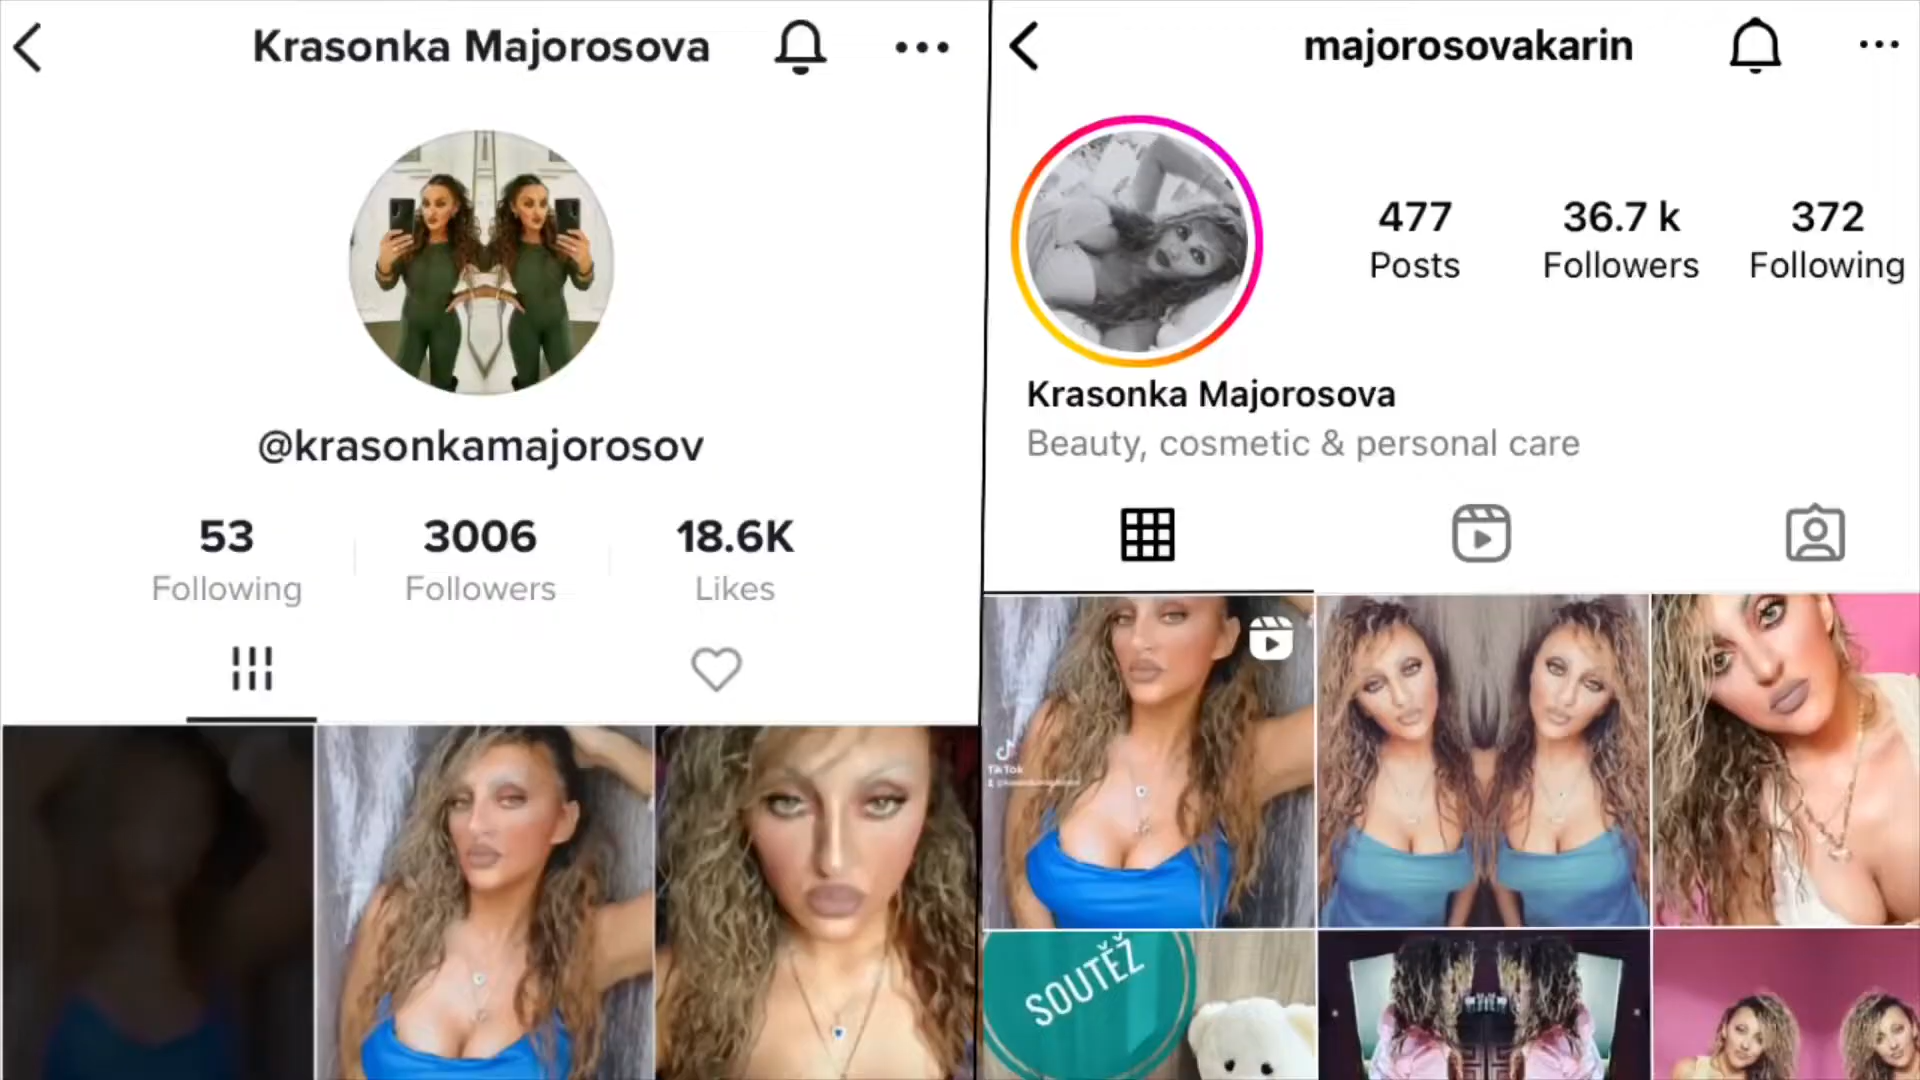 Krasonka Majorosova
@krasonkamajorosov
53
Following
3006
Followers
18.6K
Likes
majorosovakarin
477
Posts
36.7 k
Followers
372
Following
Krasonka Majorosova
Beauty, cosmetic & personal care
TikTok
SOUTĚŽ